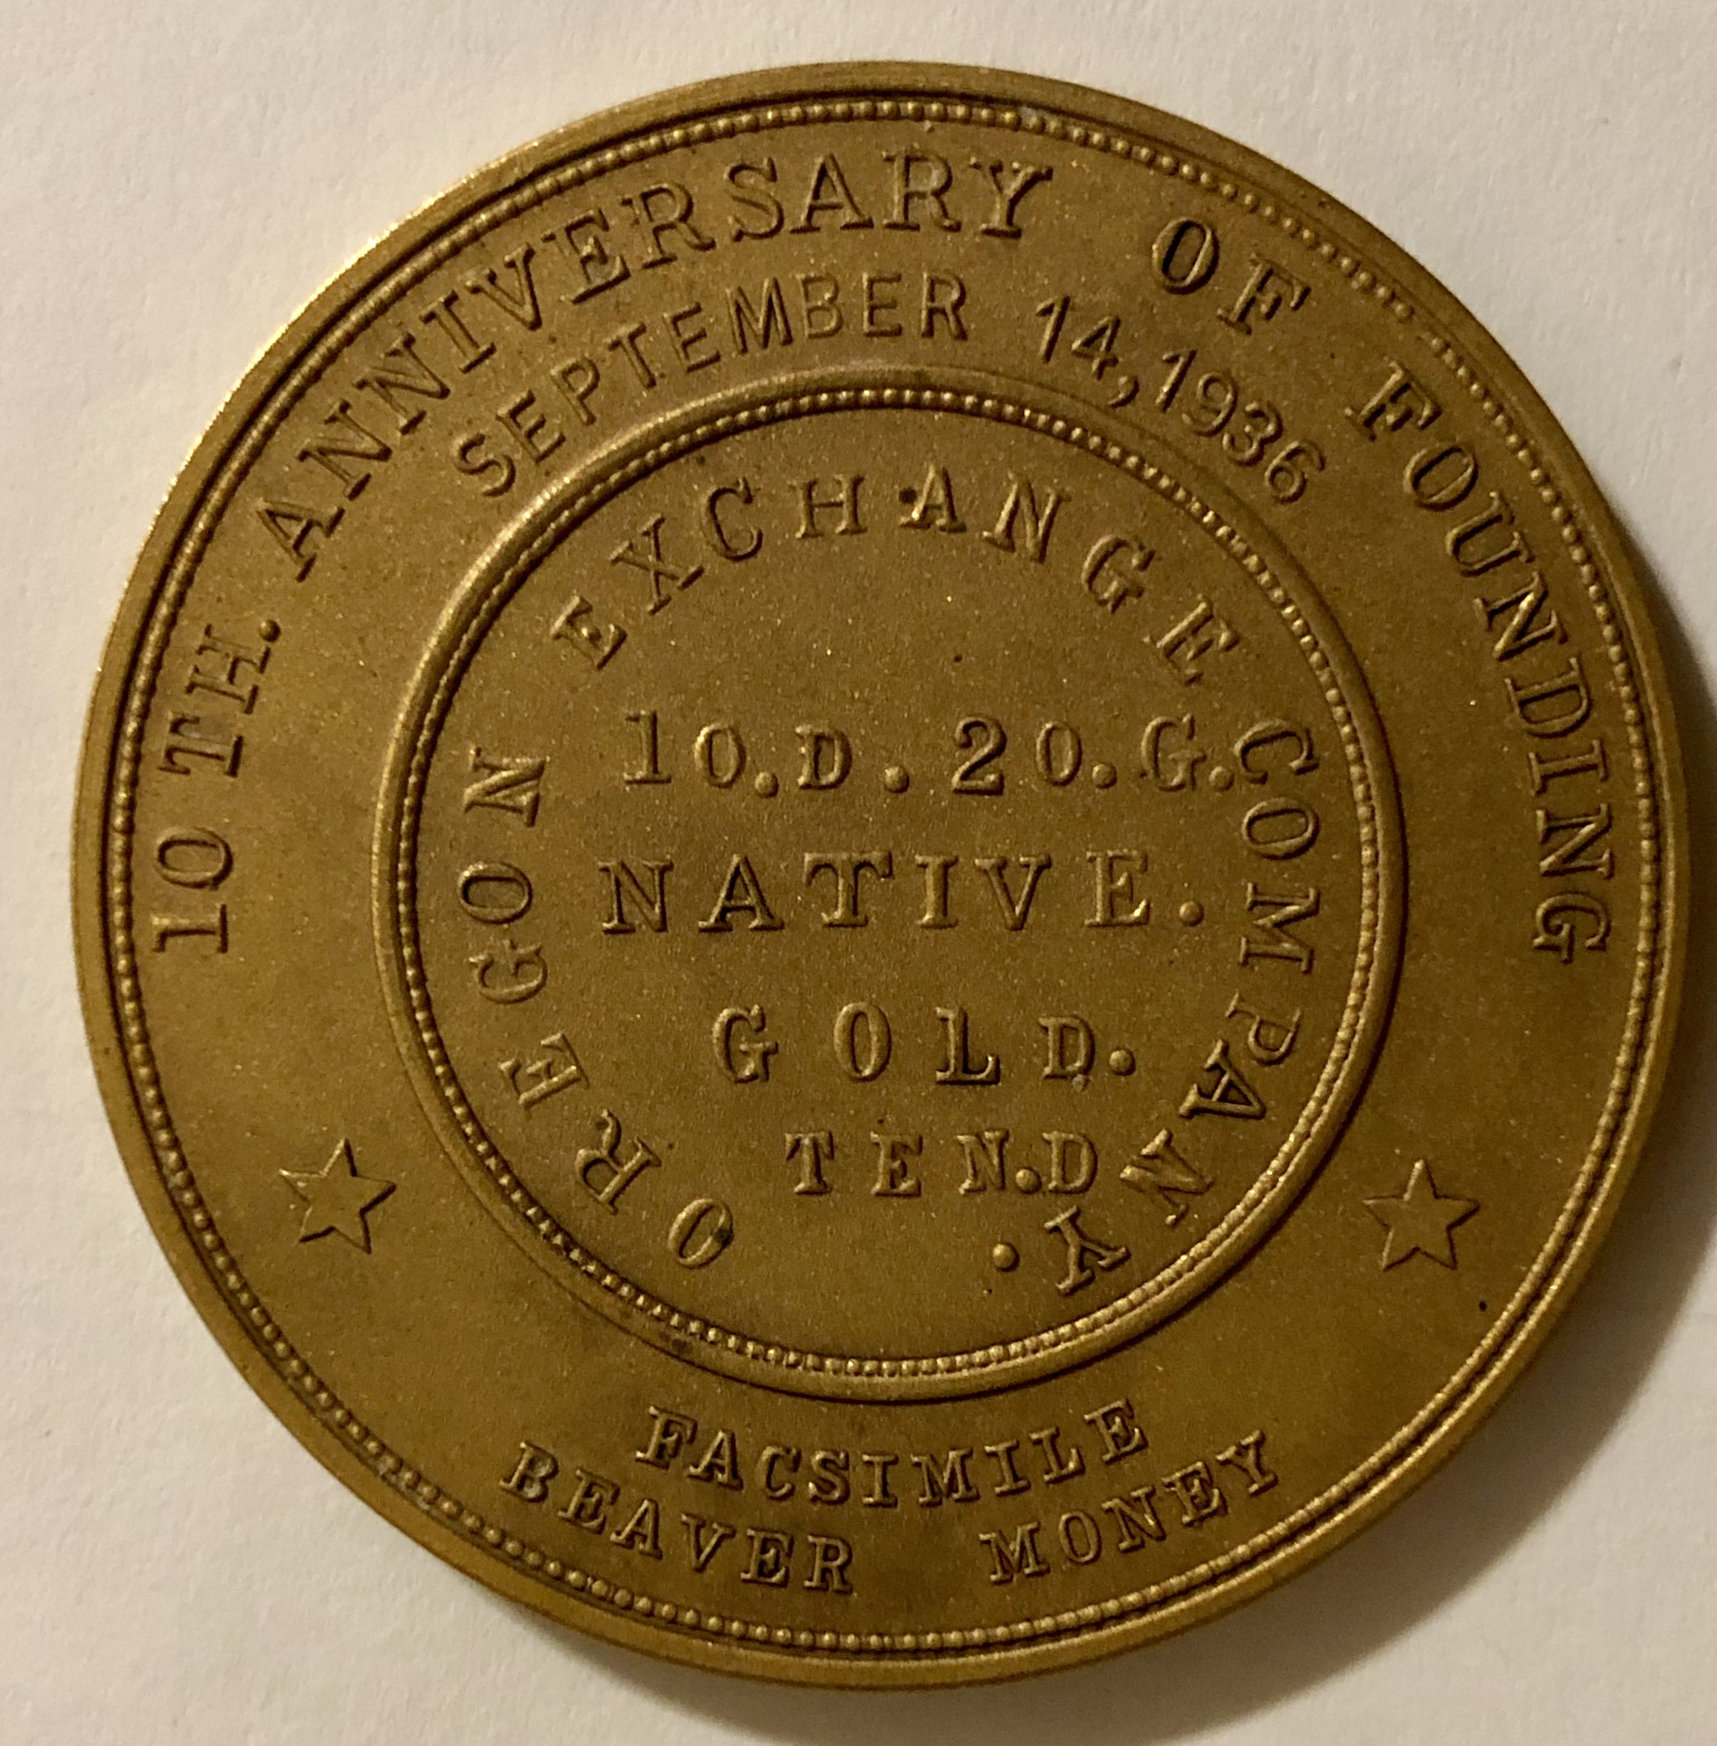 10 TH. ANNIVERSARY OF FOUNDING
SEPTEMBER 14, 1936
OREGON EXCHANGE COMPANY.
10.D. 20.G.
NATIVE.
GOLD.
TEN.D
FACSIMILE
BEAVER MONEY